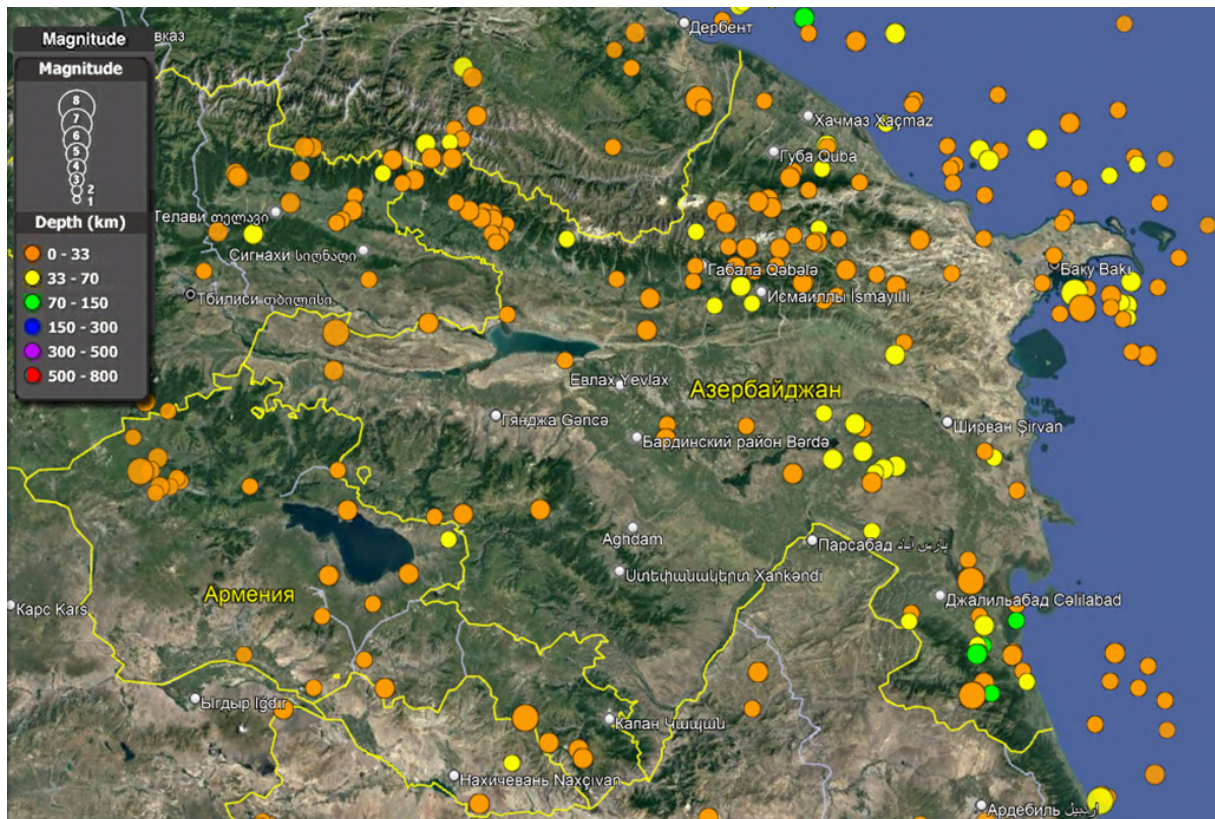 Magnitude
вказ
Дербент
Magnitude
8
7
6
5
4
3
2
1
Depth (km)
0 - 33
33 - 70
70 - 150
150 - 300
300 - 500
500 - 800
Хачмаз Xaçmaz
Губа Quba
Телави თელავი
Сигнахи სიღნაღი
Тбилиси თბილისი
Габала Qəbələ
Исмаиллы İsmayıllı
Баку Bakı
Евлах Yevlax
Азербайджан
Гянджа Gəncə
Бардинский район Bərdə
Ширван Şirvan
Aghdam
Парсабад پارس آباد
Ստեփանակերտ Xankəndi
Армения
Джалильабад Cəlilabad
Карс Kars
Ыгдыр Iğdır
Капан Կապան
Нахичевань Naxçıvan
Ардебиль اردبیل